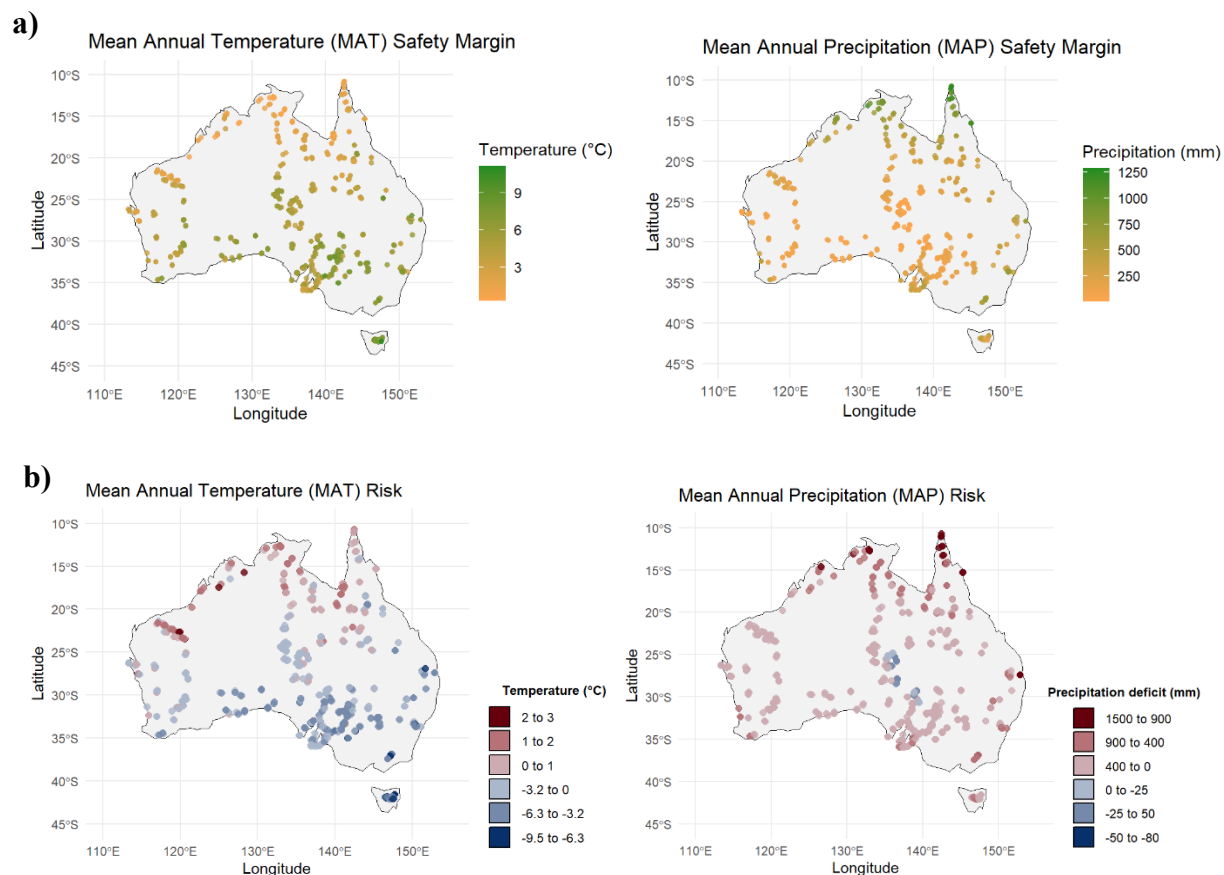 a)
Mean Annual Temperature (MAT) Safety Margin
10°S
15°S
20°S
25°S
30°S
35°S
40°S
45°S
Latitude
110°E 120°E 130°E 140°E 150°E
Longitude
Temperature (°C)
9
6
3
Mean Annual Precipitation (MAP) Safety Margin
10°S
15°S
20°S
25°S
30°S
35°S
40°S
45°S
Latitude
110°E 120°E 130°E 140°E 150°E
Longitude
Precipitation (mm)
1250
1000
750
500
250
b)
Mean Annual Temperature (MAT) Risk
10°S
15°S
20°S
25°S
30°S
35°S
40°S
45°S
Latitude
110°E 120°E 130°E 140°E 150°E
Longitude
Temperature (°C)
2 to 3
1 to 2
0 to 1
-3.2 to 0
-6.3 to -3.2
-9.5 to -6.3
Mean Annual Precipitation (MAP) Risk
10°S
15°S
20°S
25°S
30°S
35°S
40°S
45°S
Latitude
110°E 120°E 130°E 140°E 150°E
Longitude
Precipitation deficit (mm)
1500 to 900
900 to 400
400 to 0
0 to -25
-25 to 50
-50 to -80